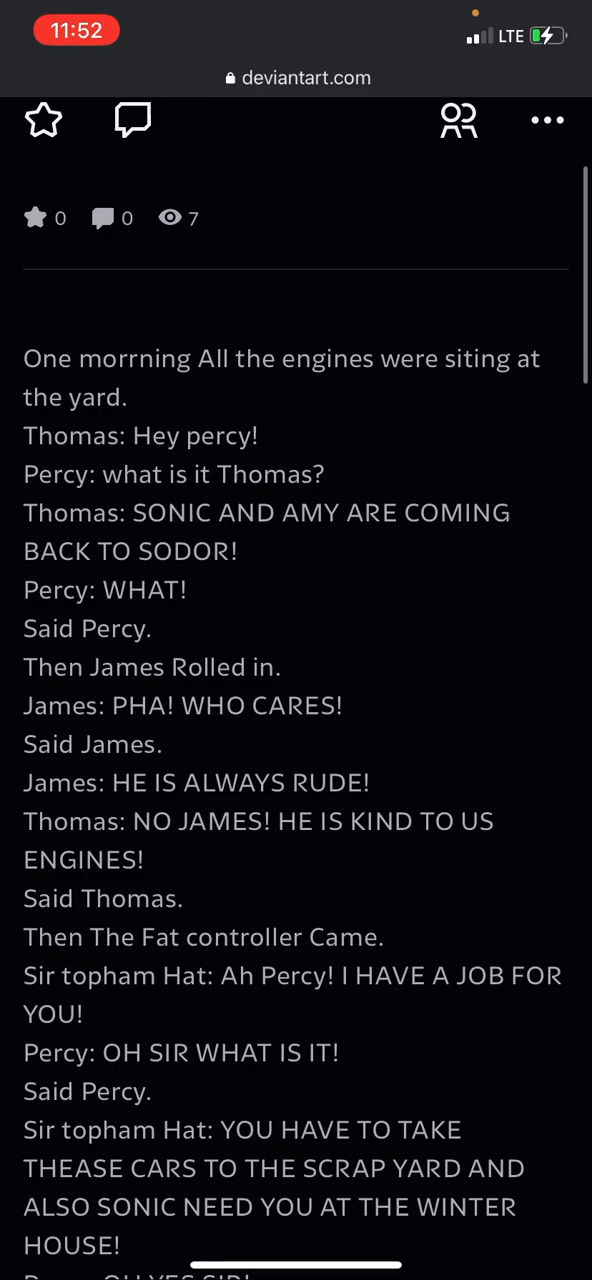 11:52
LTE
deviantart.com
0 0 7
One morrning All the engines were siting at
the yard.
Thomas: Hey percy!
Percy: what is it Thomas?
Thomas: SONIC AND AMY ARE COMING
BACK TO SODOR!
Percy: WHAT!
Said Percy.
Then James Rolled in.
James: PHA! WHO CARES!
Said James.
James: HE IS ALWAYS RUDE!
Thomas: NO JAMES! HE IS KIND TO US
ENGINES!
Said Thomas.
Then The Fat controller Came.
Sir topham Hat: Ah Percy! I HAVE A JOB FOR
YOU!
Percy: OH SIR WHAT IS IT!
Said Percy.
Sir topham Hat: YOU HAVE TO TAKE
THEASE CARS TO THE SCRAP YARD AND
ALSO SONIC NEED YOU AT THE WINTER
HOUSE!
Percy: OH YES SIR!